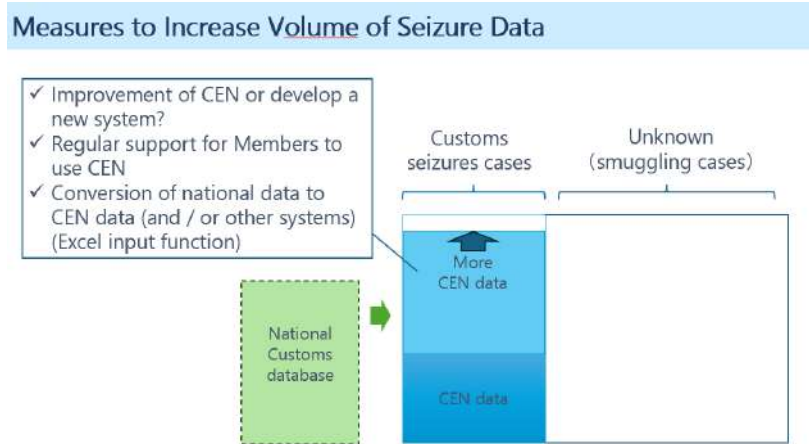 Measures to Increase Volume of Seizure Data
✓ Improvement of CEN or develop a
new system?
✓ Regular support for Members to
use CEN
✓ Conversion of national data to
CEN data (and / or other systems)
(Excel input function)
Customs
seizures cases
Unknown
(smuggling cases)
More
CEN data
National
Customs
database
CEN data